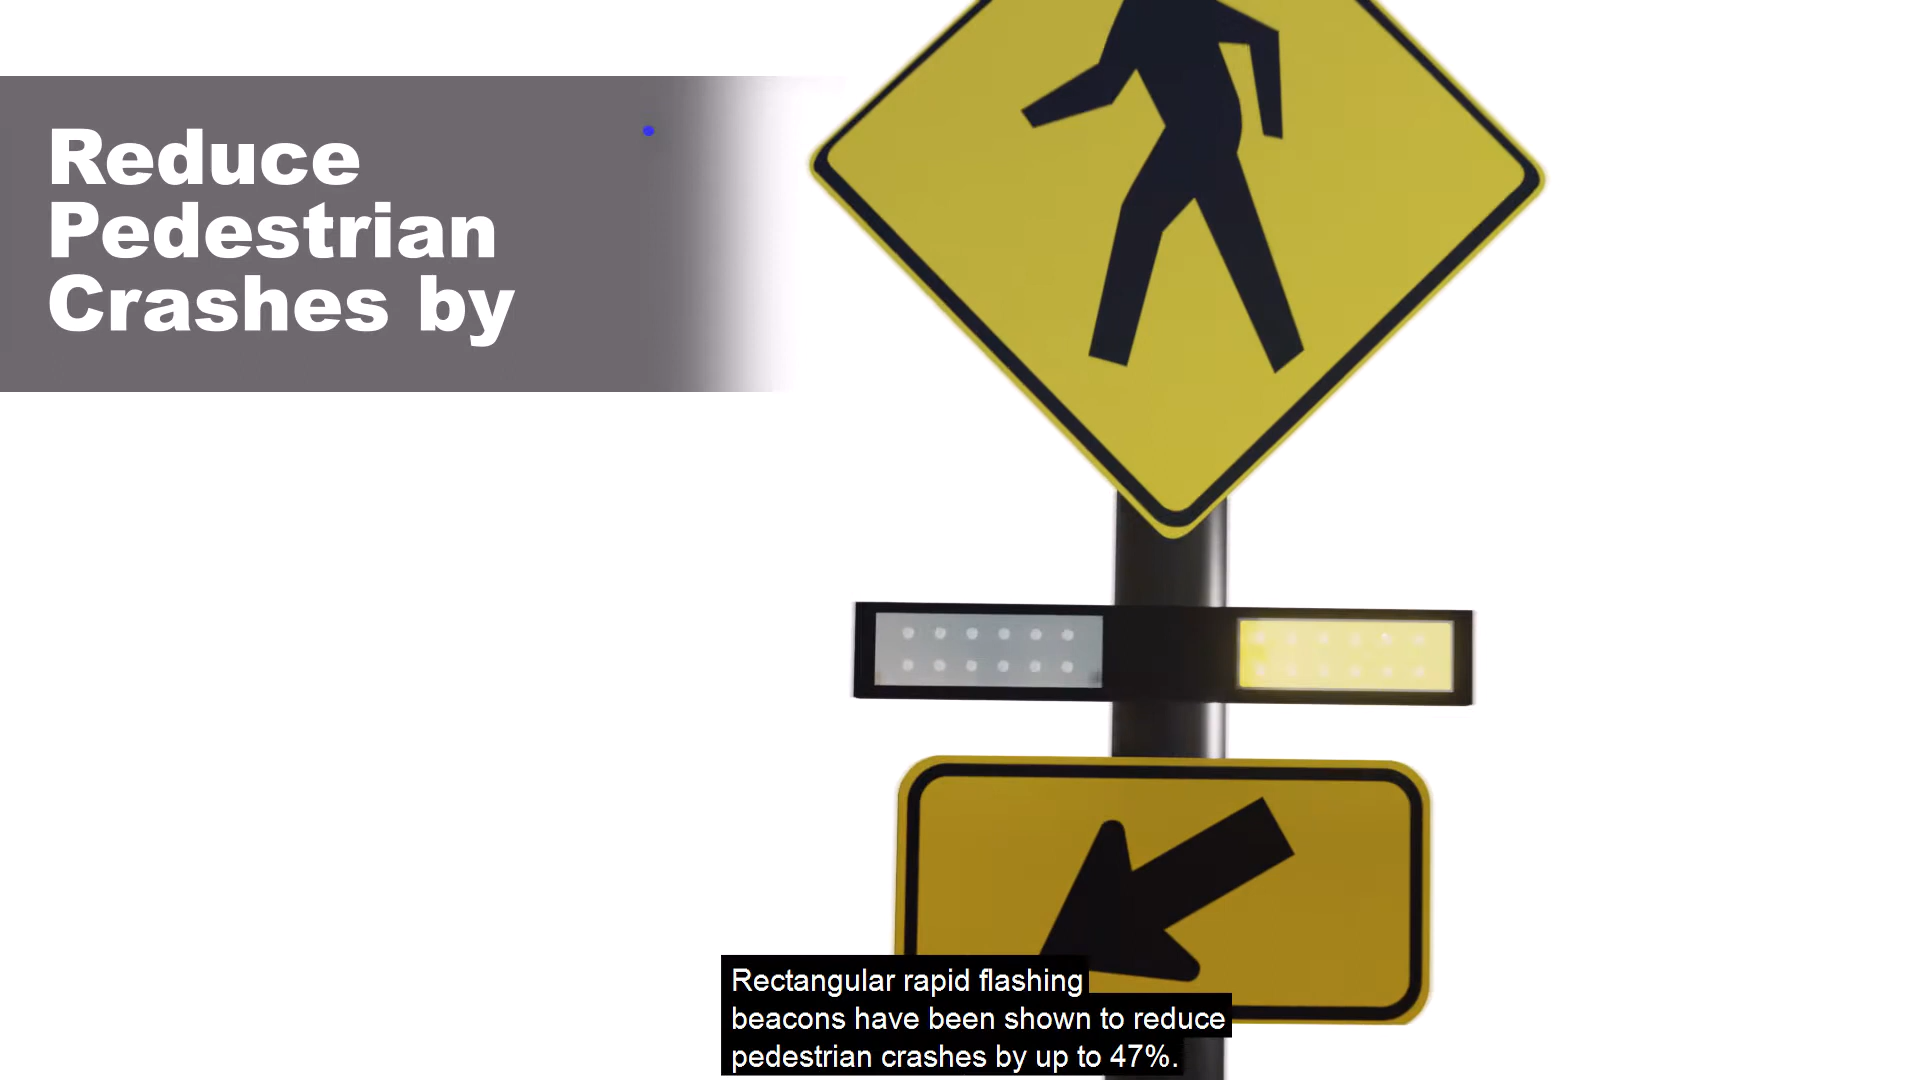 Reduce
Pedestrian
Crashes by
Rectangular rapid flashing
beacons have been shown to reduce
pedestrian crashes by up to 47%.